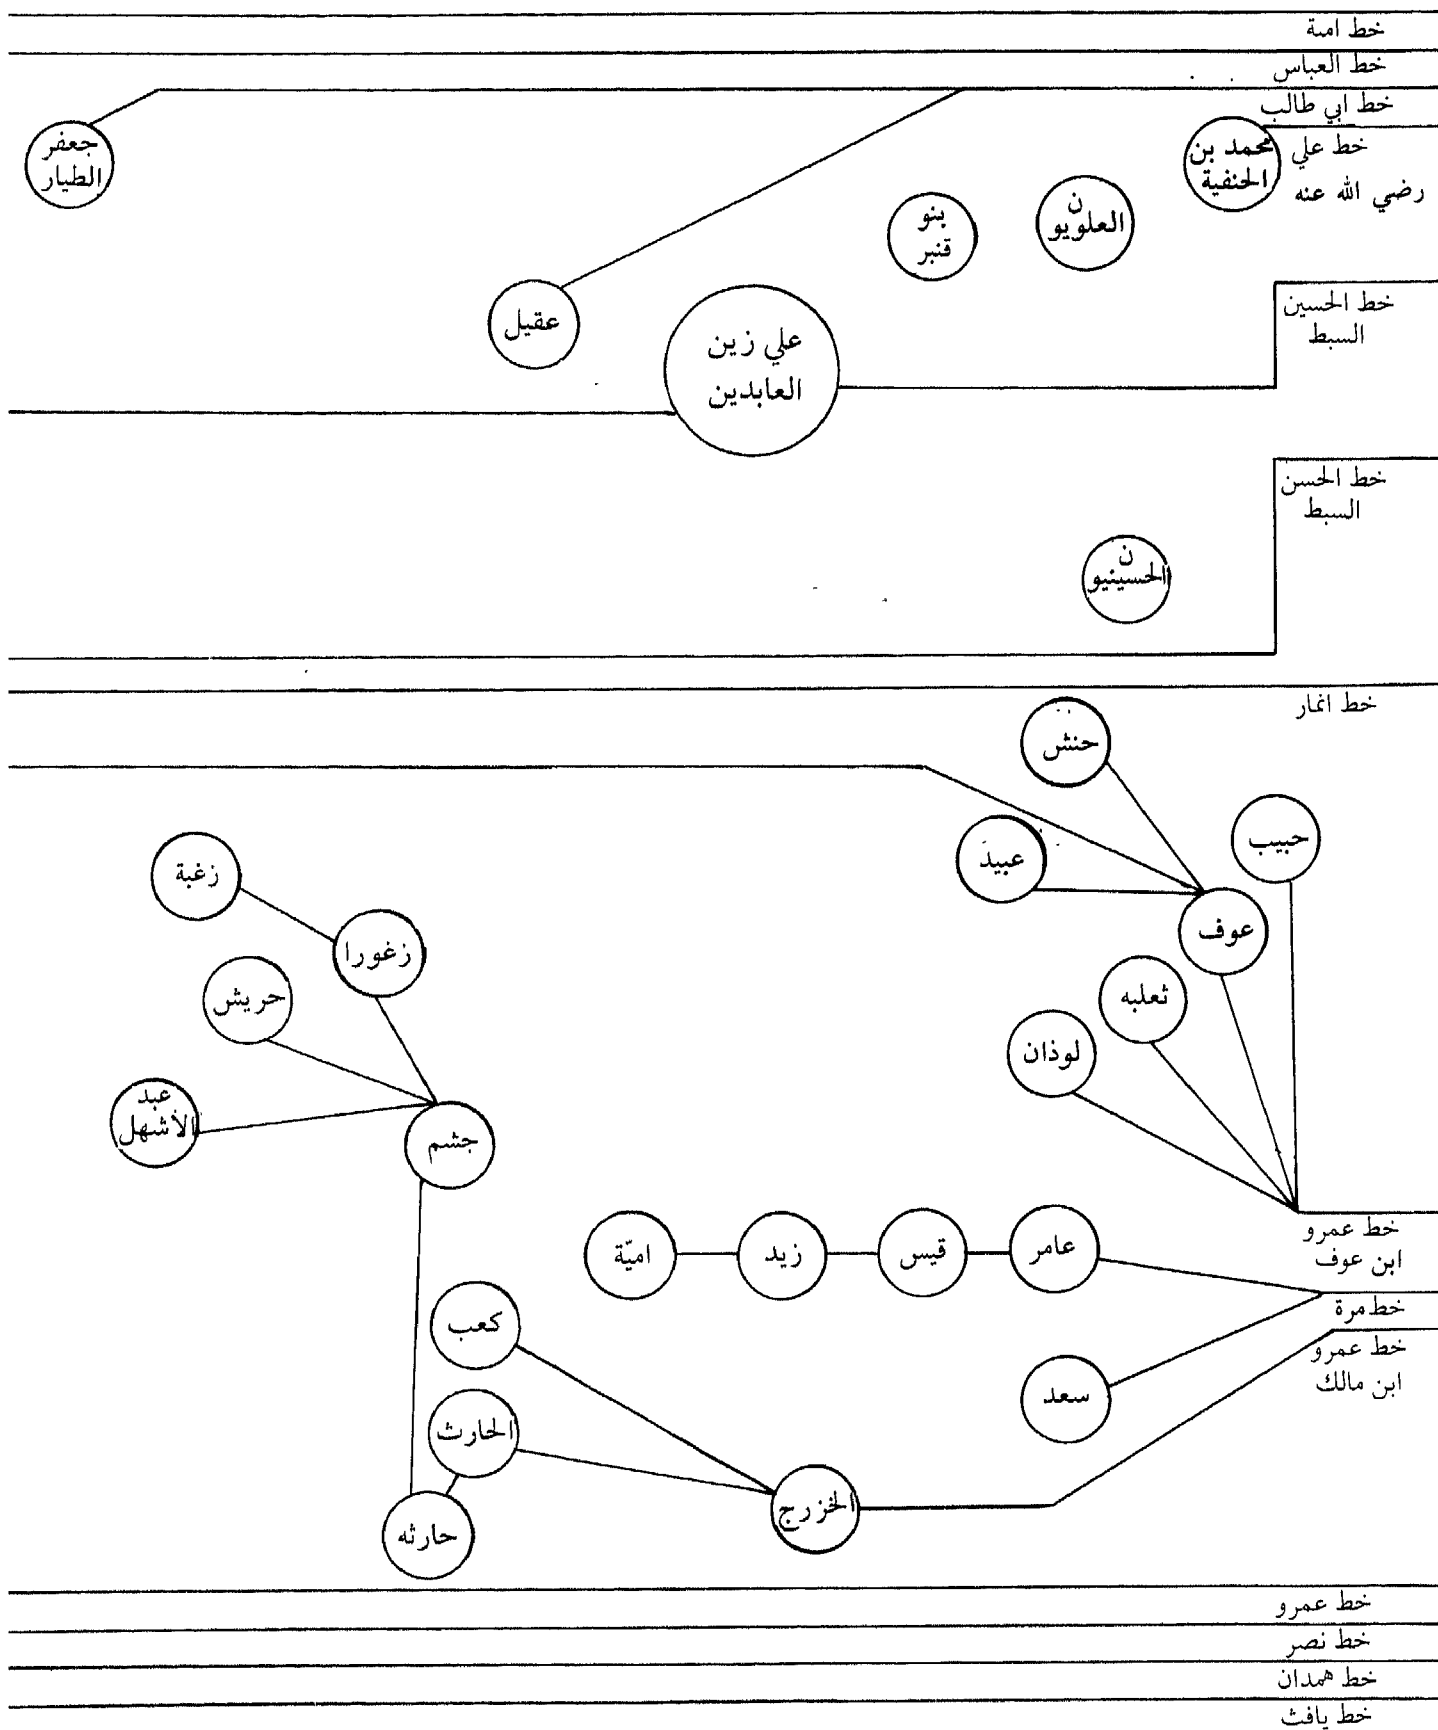 خط امية
خط العباس
خط ابي طالب
خط علي
رضي الله عنه
محمد بن
الحنفية
جعفر
الطيار
العلويون
بنو
قنبر
عقيل
خط الحسين
السبط
علي زين
العابدين
خط الحسن
السبط
الحسينيون
خط انمار
حنش
حبيب
عبيد
عوف
زغبة
زغورا
حريش
ثعلبه
لوذان
عبد
الأشهل
جشم
خط عمرو
ابن عوف
عامر
قيس
زيد
اميّة
خط مرة
خط عمرو
ابن مالك
كعب
سعد
الحارث
الخزرج
حارثه
خط عمرو
خط نصر
خط همدان
خط يافث